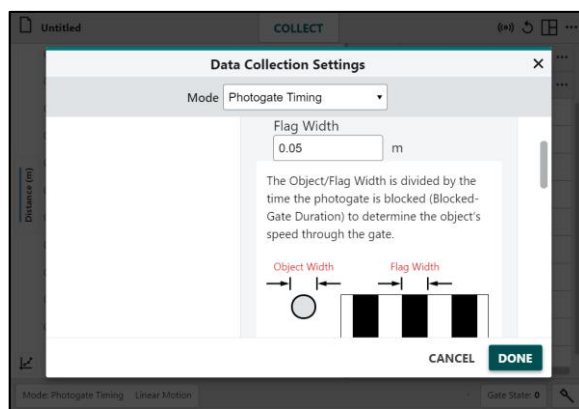 Untitled
COLLECT
Data Collection Settings
Mode Photogate Timing
Flag Width
0.05 m
The Object/Flag Width is divided by the
time the photogate is blocked (Blocked-
Gate Duration) to determine the object's
speed through the gate.
Object Width Flag Width
Distance (m)
CANCEL DONE
Mode: Photogate Timing Linear Motion Gate State: 0